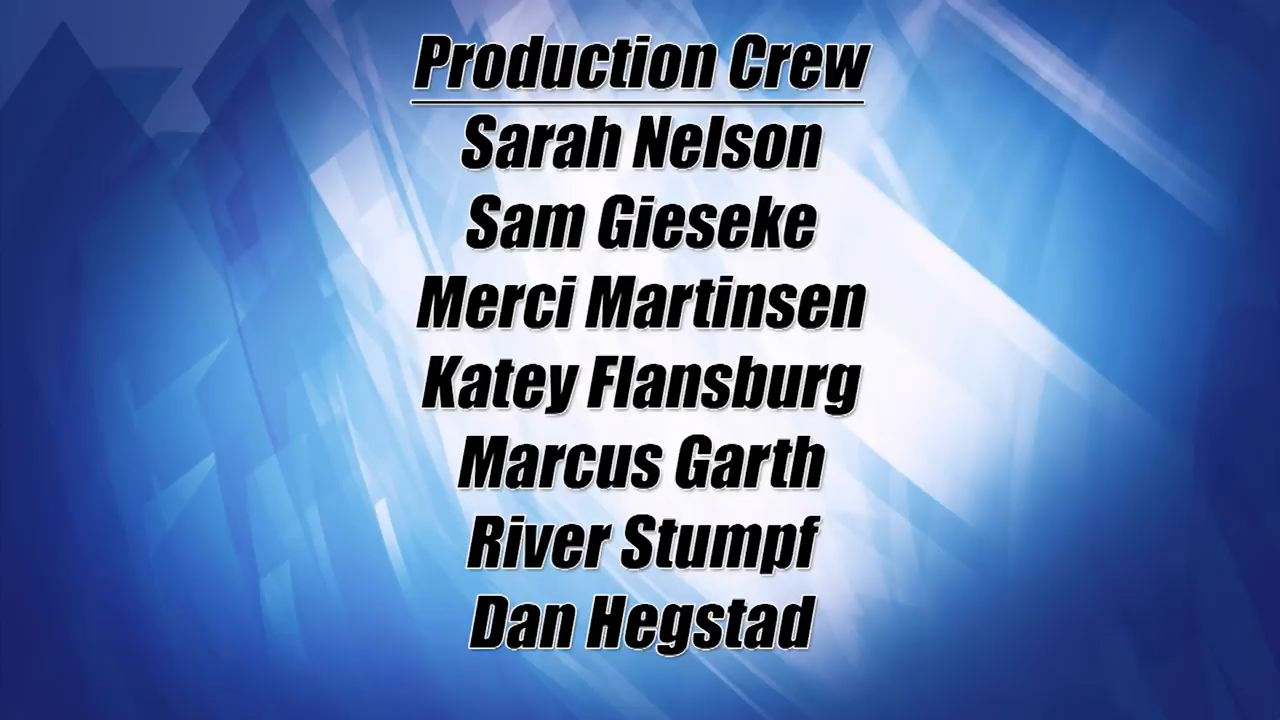 Production Crew
Sarah Nelson
Sam Gieseke
Merci Martinsen
Katey Flansburg
Marcus Garth
River Stumpf
Dan Hegstad